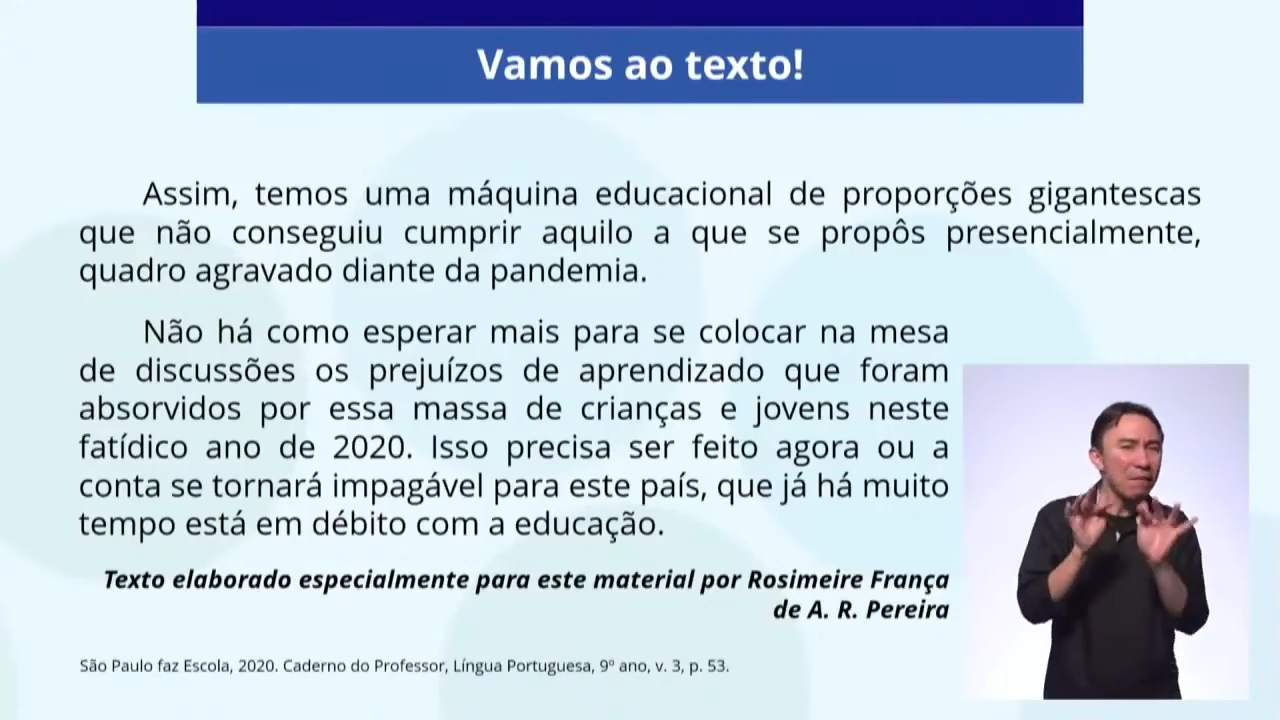 Vamos ao texto!
Assim, temos uma máquina educacional de proporções gigantescas
que não conseguiu cumprir aquilo a que se propôs presencialmente,
quadro agravado diante da pandemia.
Não há como esperar mais para se colocar na mesa
de discussões os prejuízos de aprendizado que foram
absorvidos por essa massa de crianças e jovens neste
fatídico ano de 2020. Isso precisa ser feito agora ou a
conta se tornará impagável para este país, que já há muito
tempo está em débito com a educação.
Texto elaborado especialmente para este material por Rosimeire França
de A. R. Pereira
São Paulo faz Escola, 2020. Caderno do Professor, Língua Portuguesa, 9º ano, v. 3, p. 53.